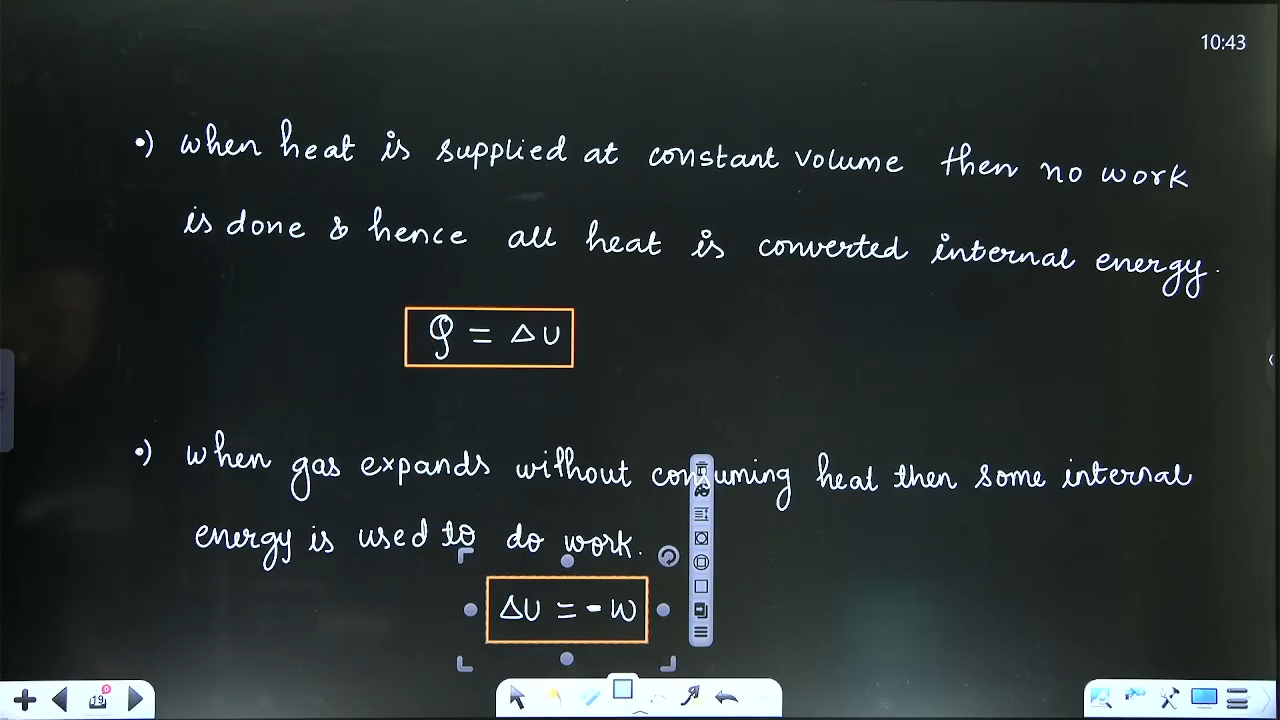 10:43
•) when heat is supplied at constant volume then no work
is done & hence all heat is converted internal energy.
Q = ΔU
•) when gas expands without consuming heat then some internal
energy is used to do work.
ΔU = - W
19